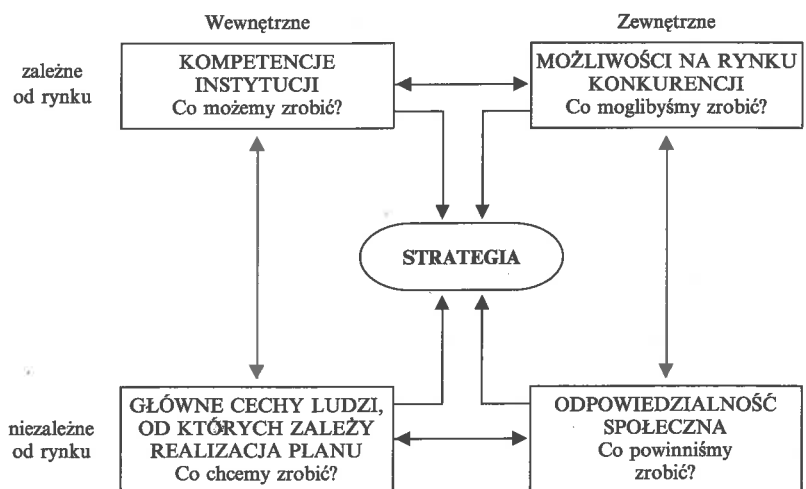 Wewnętrzne
Zewnętrzne
zależne
od rynku
KOMPETENCJE
INSTYTUCJI
Co możemy zrobić?
MOŻLIWOŚCI NA RYNKU
KONKURENCJI
Co moglibyśmy zrobić?
STRATEGIA
niezależne
od rynku
GŁÓWNE CECHY LUDZI,
OD KTÓRYCH ZALEŻY
REALIZACJA PLANU
Co chcemy zrobić?
ODPOWIEDZIALNOŚĆ
SPOŁECZNA
Co powinniśmy
zrobić?